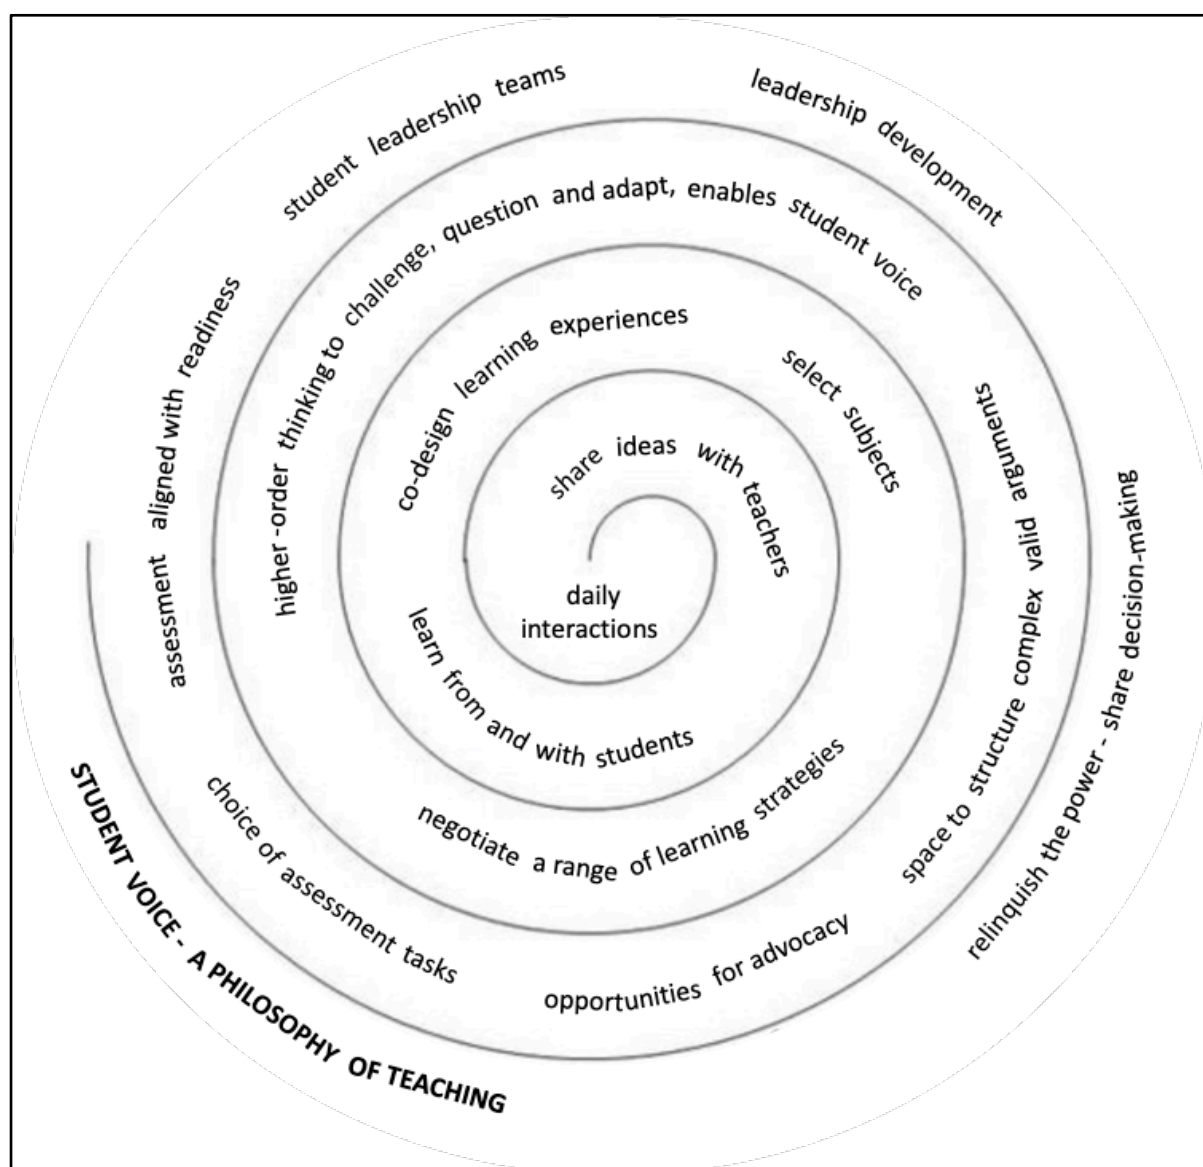 daily
interactions
share ideas with teachers
learn from and with students
co-design learning experiences
select subjects
negotiate a range of learning strategies
higher -order thinking to challenge, question and adapt, enables student voice
space to structure complex valid arguments
opportunities for advocacy
choice of assessment tasks
assessment aligned with readiness
student leadership teams
leadership development
relinquish the power - share decision-making
STUDENT VOICE - A PHILOSOPHY OF TEACHING